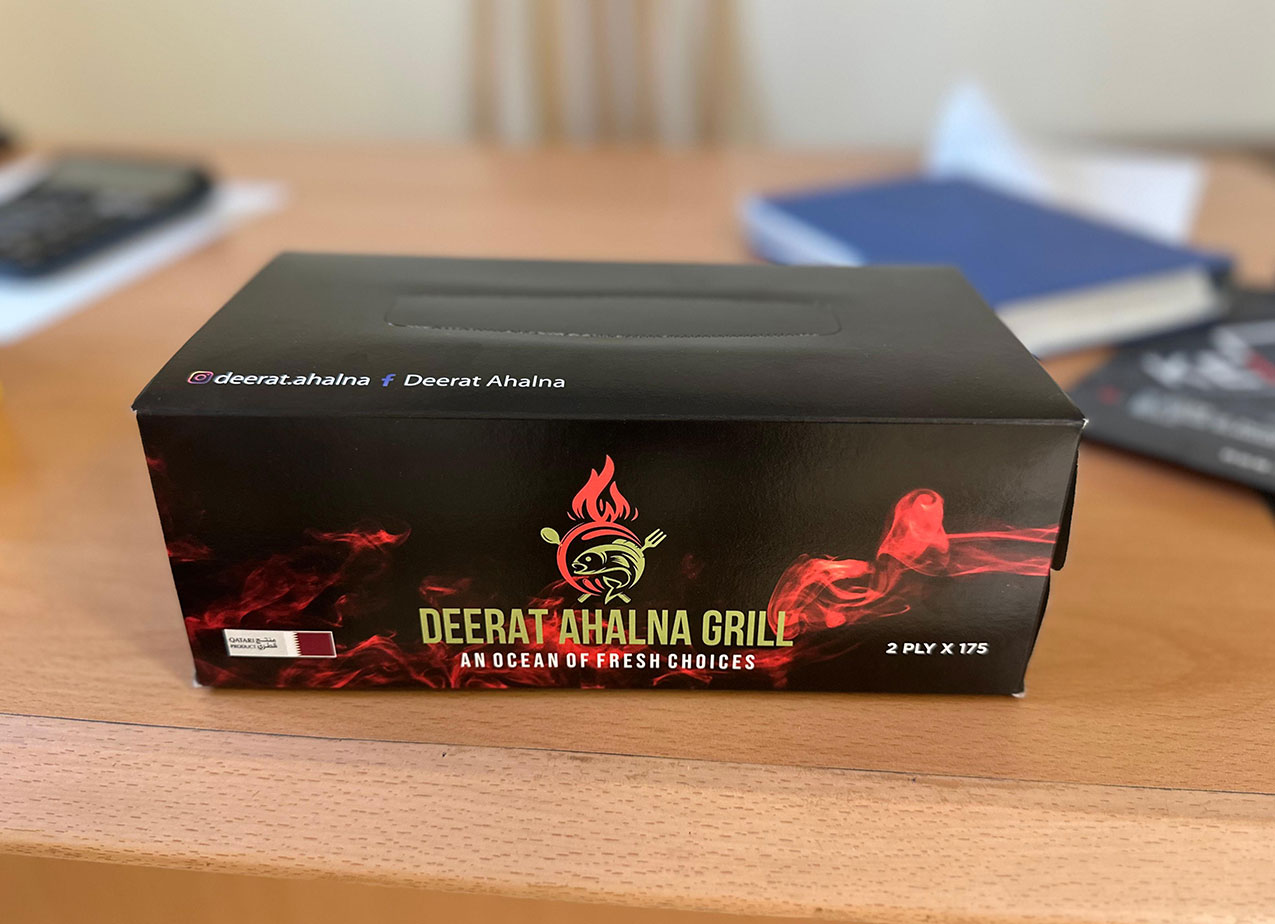 deerat.ahalna f Deerat Ahalna
DEERAT AHALNA GRILL
AN OCEAN OF FRESH CHOICES
QATARI منتج
PRODUCT قطري
2 PLY X 175